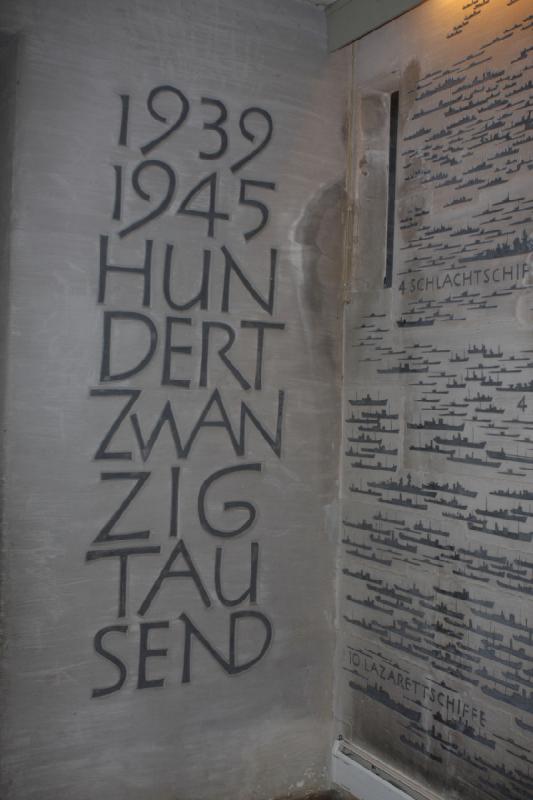 1939
1945
HUN
DERT
ZWAN
ZIG
TAU
SEND
4 SCHLACHTSCHIF
4
10 LAZARETTSCHIFFE